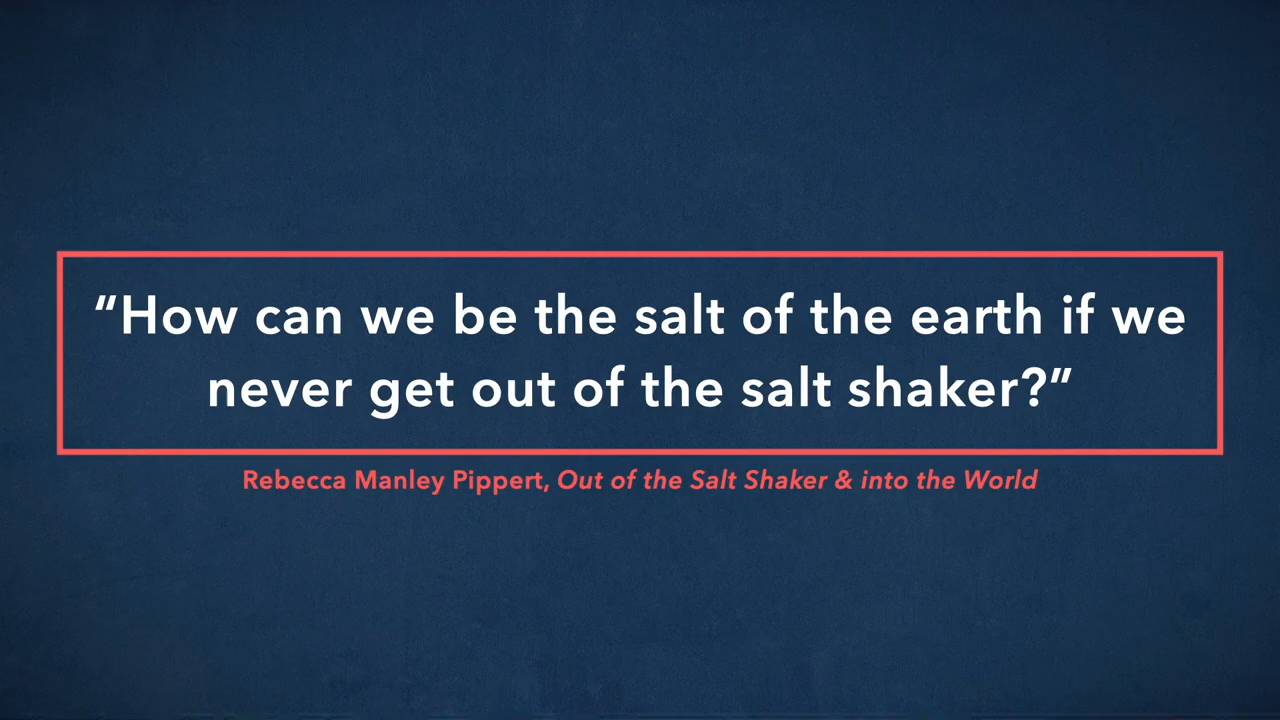 “How can we be the salt of the earth if we
never get out of the salt shaker?”
Rebecca Manley Pippert, Out of the Salt Shaker & into the World